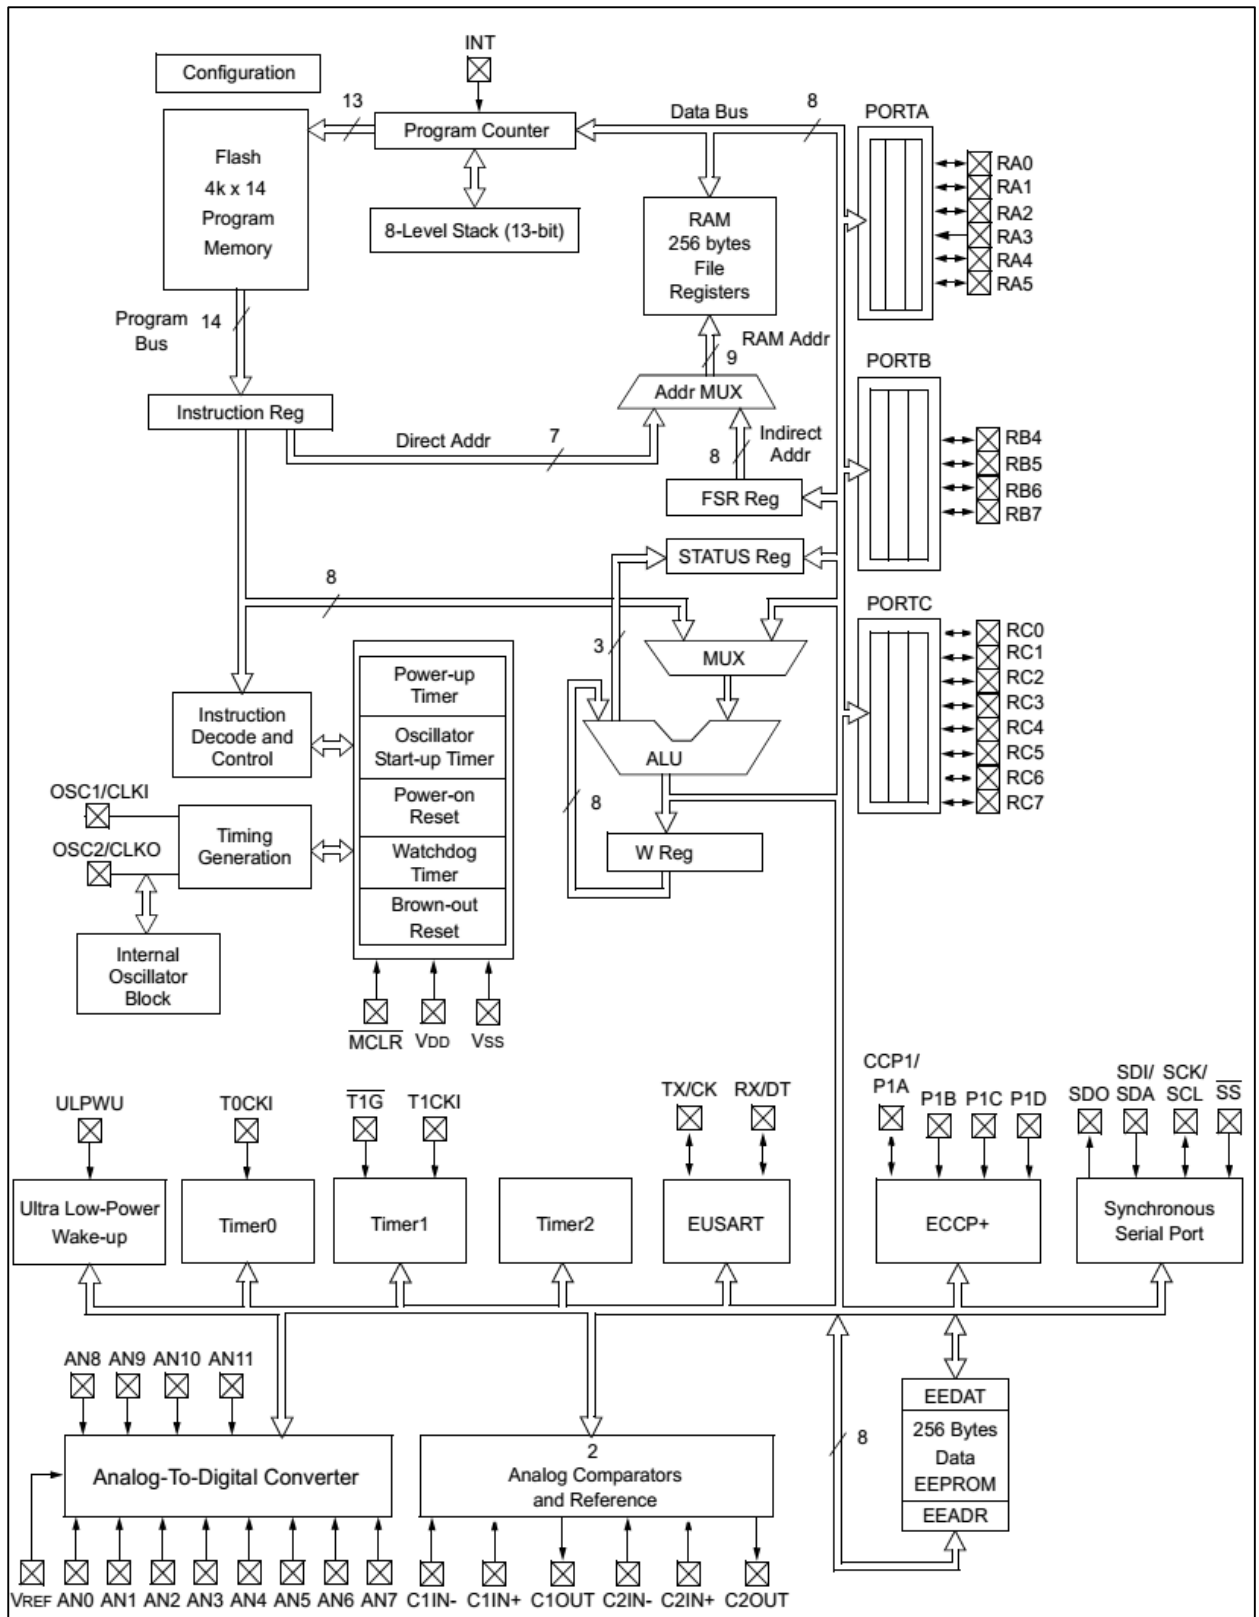 INT
Configuration
13
Program Counter
Data Bus
8
PORTA
Flash
4k x 14
Program
Memory
8-Level Stack (13-bit)
RAM
256 bytes
File
Registers
RA0
RA1
RA2
RA3
RA4
RA5
Program
Bus
14
RAM Addr
9
PORTB
Addr MUX
Instruction Reg
Direct Addr
7
Indirect
Addr
8
FSR Reg
RB4
RB5
RB6
RB7
STATUS Reg
8
3
MUX
PORTC
RC0
RC1
RC2
RC3
RC4
RC5
RC6
RC7
Power-up
Timer
Instruction
Decode and
Control
Oscillator
Start-up Timer
ALU
OSC1/CLKI
Power-on
Reset
8
Timing
Generation
OSC2/CLKO
Watchdog
Timer
W Reg
Brown-out
Reset
Internal
Oscillator
Block
MCLR
VDD
VSS
ULPWU
T0CKI
T1G
T1CKI
TX/CK
RX/DT
CCP1/
P1A
P1B
P1C
P1D
SDO
SDI/
SDA
SCK/
SCL
SS
Ultra Low-Power
Wake-up
Timer0
Timer1
Timer2
EUSART
ECCP+
Synchronous
Serial Port
AN8
AN9
AN10
AN11
EEDAT
256 Bytes
Data
EEPROM
EEADR
8
Analog-To-Digital Converter
2
Analog Comparators
and Reference
VREF
AN0
AN1
AN2
AN3
AN4
AN5
AN6
AN7
C1IN-
C1IN+
C1OUT
C2IN-
C2IN+
C2OUT